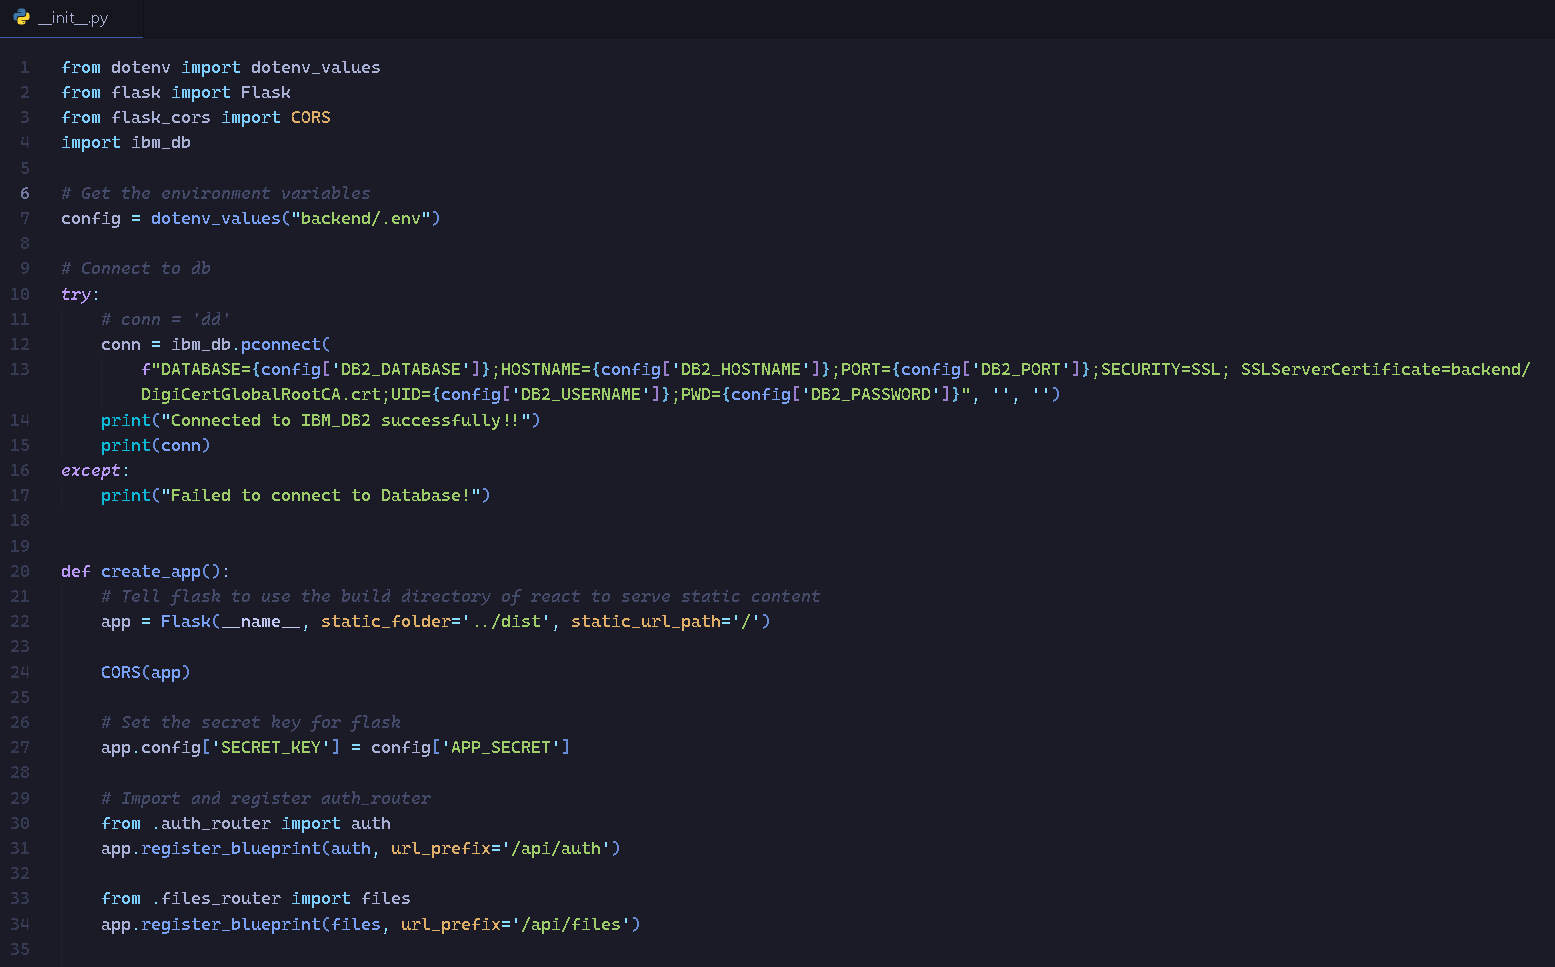 __init__.py
1 from dotenv import dotenv_values
2 from flask import Flask
3 from flask_cors import CORS
4 import ibm_db
5
6 # Get the environment variables
7 config = dotenv_values("backend/.env")
8
9 # Connect to db
10 try:
11 # conn = 'dd'
12 conn = ibm_db.pconnect(
13 f"DATABASE={config['DB2_DATABASE']};HOSTNAME={config['DB2_HOSTNAME']};PORT={config['DB2_PORT']};SECURITY=SSL; SSLServerCertificate=backend/
DigiCertGlobalRootCA.crt;UID={config['DB2_USERNAME']};PWD={config['DB2_PASSWORD']}", '', '')
14 print("Connected to IBM_DB2 successfully!!")
15 print(conn)
16 except:
17 print("Failed to connect to Database!")
18
19
20 def create_app():
21 # Tell flask to use the build directory of react to serve static content
22 app = Flask(__name__, static_folder='../dist', static_url_path='/')
23
24 CORS(app)
25
26 # Set the secret key for flask
27 app.config['SECRET_KEY'] = config['APP_SECRET']
28
29 # Import and register auth_router
30 from .auth_router import auth
31 app.register_blueprint(auth, url_prefix='/api/auth')
32
33 from .files_router import files
34 app.register_blueprint(files, url_prefix='/api/files')
35